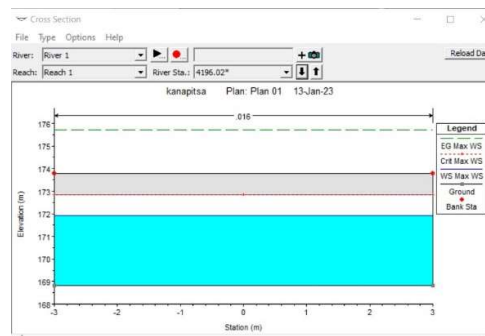 Cross Section
File Type Options Help
River: River 1
Reload Da
Reach: Reach 1 River Sta.: 4196.02*
kanapitsa Plan: Plan 01 13-Jan-23
.016
Legend
EG Max WS
Crit Max WS
WS Max WS
Ground
Bank Sta
176
175
174
173
172
171
170
169
168
Elevation (m)
-3 -2 -1 0 1 2 3
Station (m)